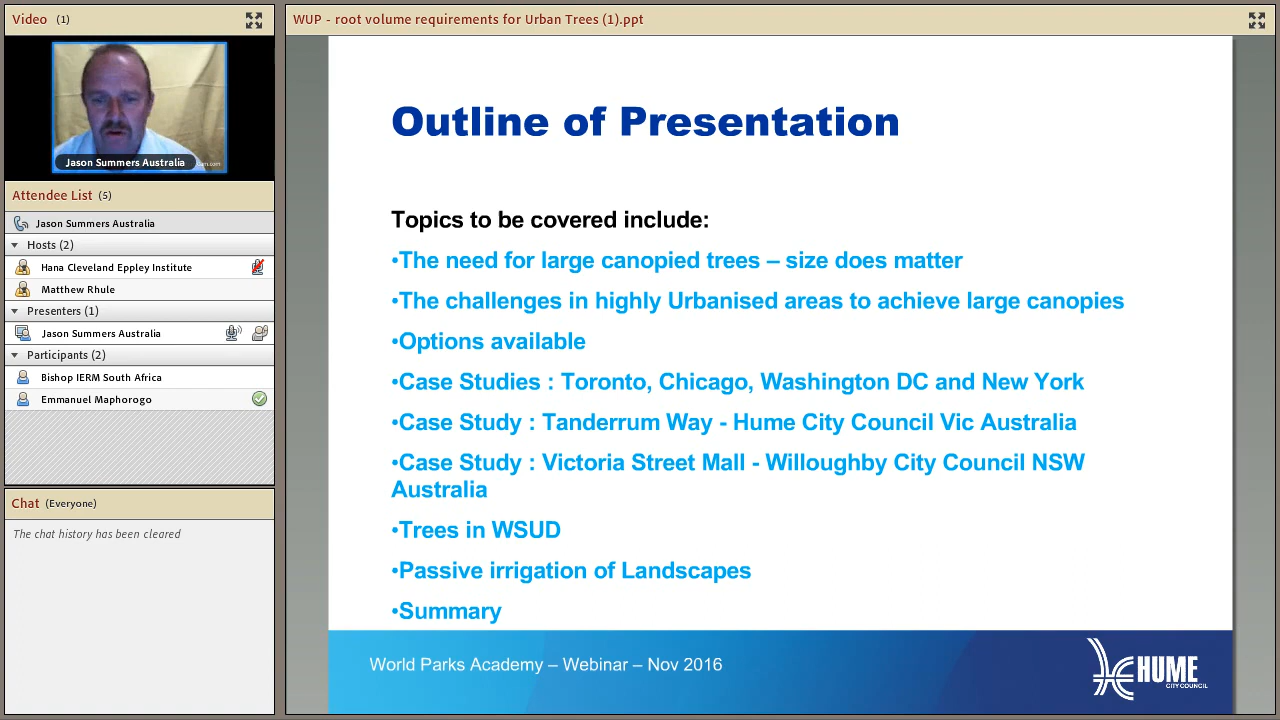 Video (1)
Jason Summers Australia
Attendee List (5)
Jason Summers Australia
Hosts (2)
Hana Cleveland Eppley Institute
Matthew Rhule
Presenters (1)
Jason Summers Australia
Participants (2)
Bishop IERM South Africa
Emmanuel Maphorogo
Chat (Everyone)
The chat history has been cleared
WUP - root volume requirements for Urban Trees (1).ppt
Outline of Presentation
Topics to be covered include:
•The need for large canopied trees – size does matter
•The challenges in highly Urbanised areas to achieve large canopies
•Options available
•Case Studies : Toronto, Chicago, Washington DC and New York
•Case Study : Tanderrum Way - Hume City Council Vic Australia
•Case Study : Victoria Street Mall - Willoughby City Council NSW
Australia
•Trees in WSUD
•Passive irrigation of Landscapes
•Summary
World Parks Academy – Webinar – Nov 2016
HUME
CITY COUNCIL